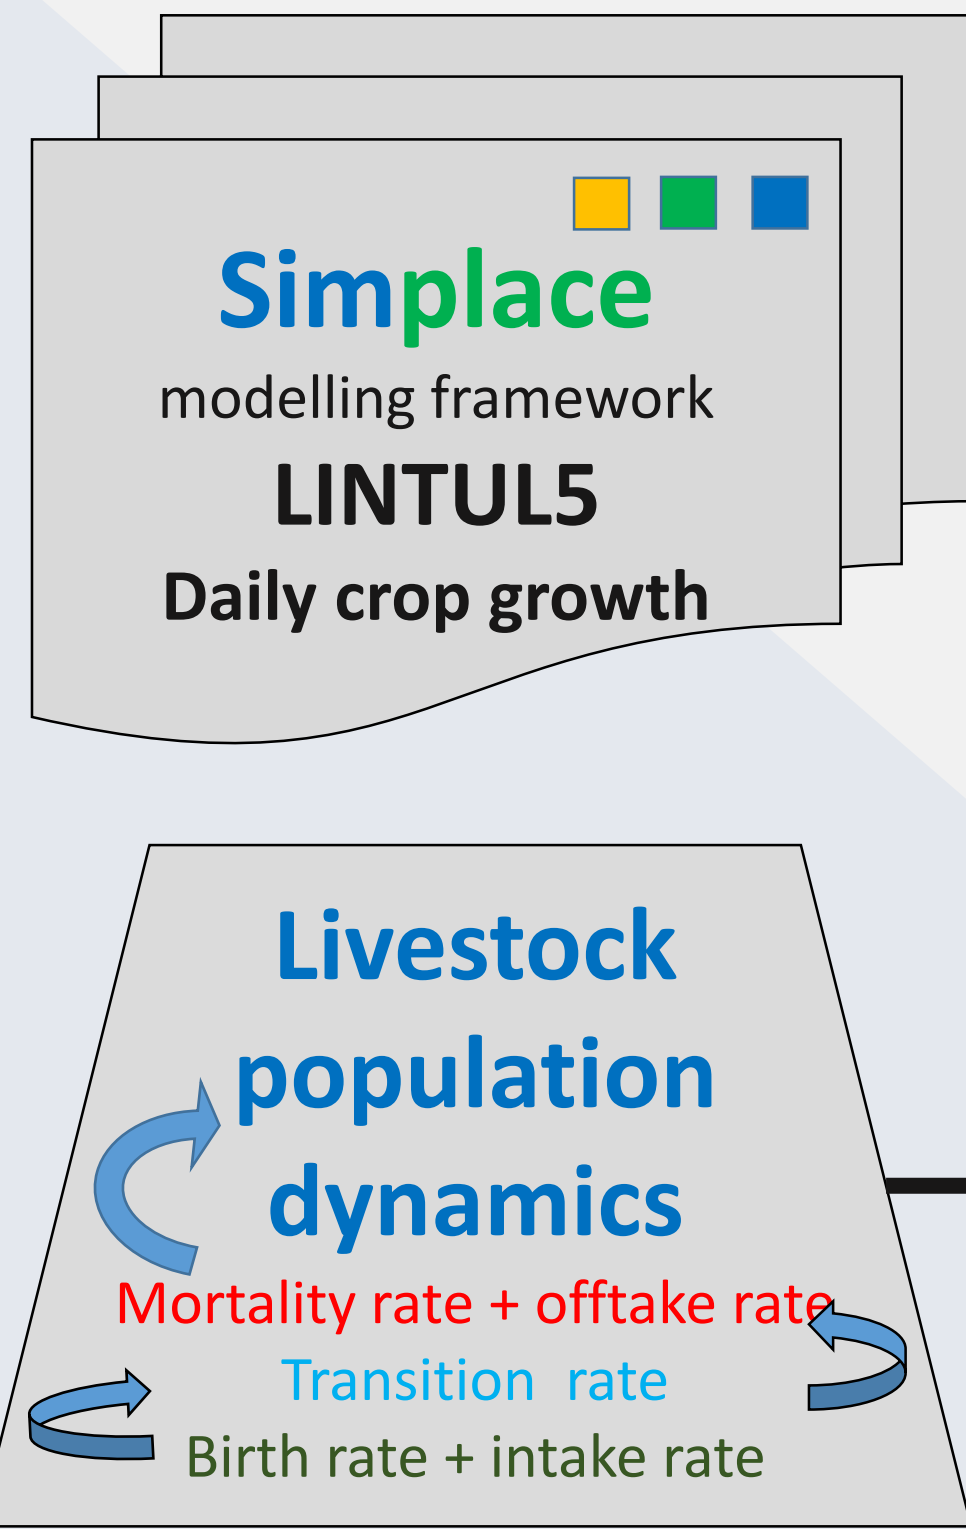 Simplace
modelling framework
LINTUL5
Daily crop growth
Livestock
population
dynamics
Mortality rate + offtake rate
Transition rate
Birth rate + intake rate